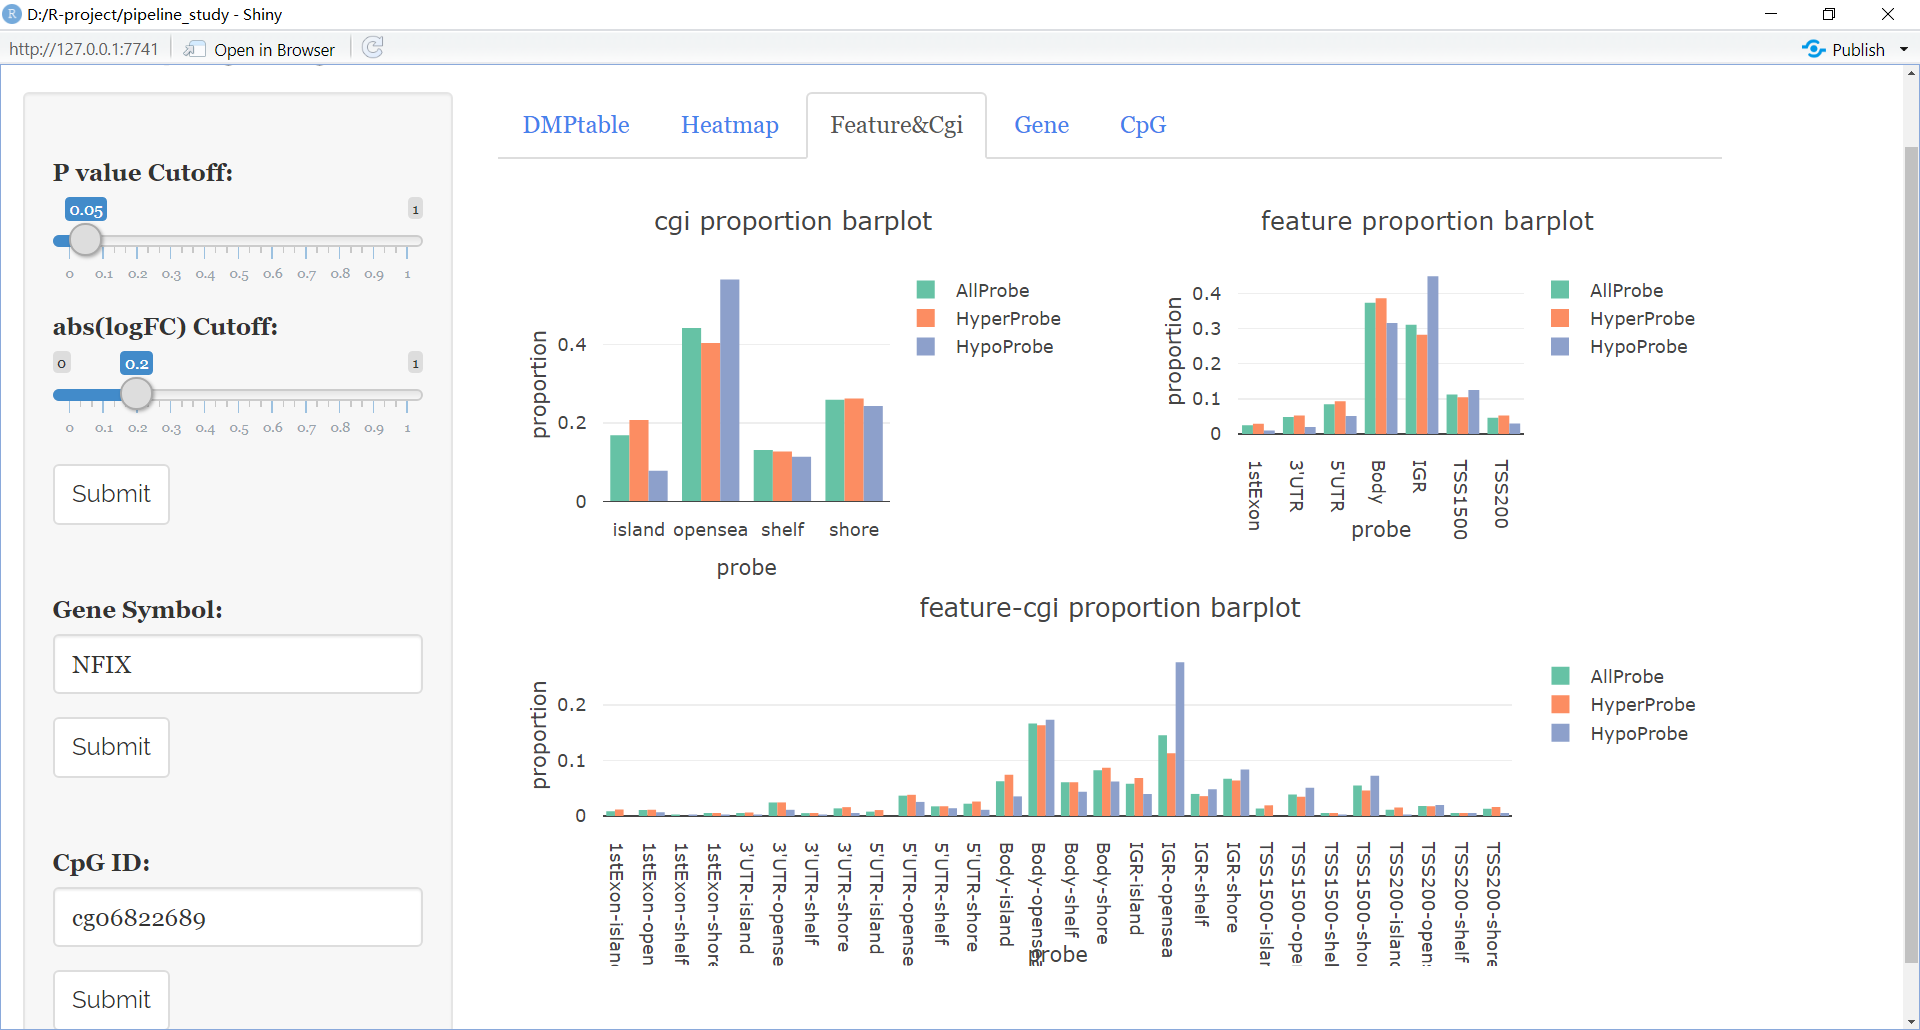 D:/R-project/pipeline_study - Shiny
http://127.0.0.1:7741
Open in Browser
Publish
P value Cutoff:
0.05
1
0 0.1 0.2 0.3 0.4 0.5 0.6 0.7 0.8 0.9 1
abs(logFC) Cutoff:
0 0.2 1
0 0.1 0.2 0.3 0.4 0.5 0.6 0.7 0.8 0.9 1
Submit
Gene Symbol:
NFIX
Submit
CpG ID:
cg06822689
Submit
DMPtable Heatmap Feature&Cgi Gene CpG
cgi proportion barplot
proportion
0.4
0.2
0
island opensea shelf shore
probe
AllProbe
HyperProbe
HypoProbe
feature proportion barplot
proportion
0.4
0.3
0.2
0.1
0
1stExon
3'UTR
5'UTR
Body
IGR
TSS1500
TSS200
probe
AllProbe
HyperProbe
HypoProbe
feature-cgi proportion barplot
proportion
0.2
0.1
0
1stExon-islan
1stExon-open
1stExon-shelf
1stExon-shore
3'UTR-island
3'UTR-opense
3'UTR-shelf
3'UTR-shore
5'UTR-island
5'UTR-opense
5'UTR-shelf
5'UTR-shore
Body-island
Body-opensea
Body-shelf
Body-shore
IGR-island
IGR-opensea
IGR-shelf
IGR-shore
TSS1500-islan
TSS1500-ope
TSS1500-shel
TSS1500-shor
TSS200-island
TSS200-opens
TSS200-shelf
TSS200-shore
probe
AllProbe
HyperProbe
HypoProbe